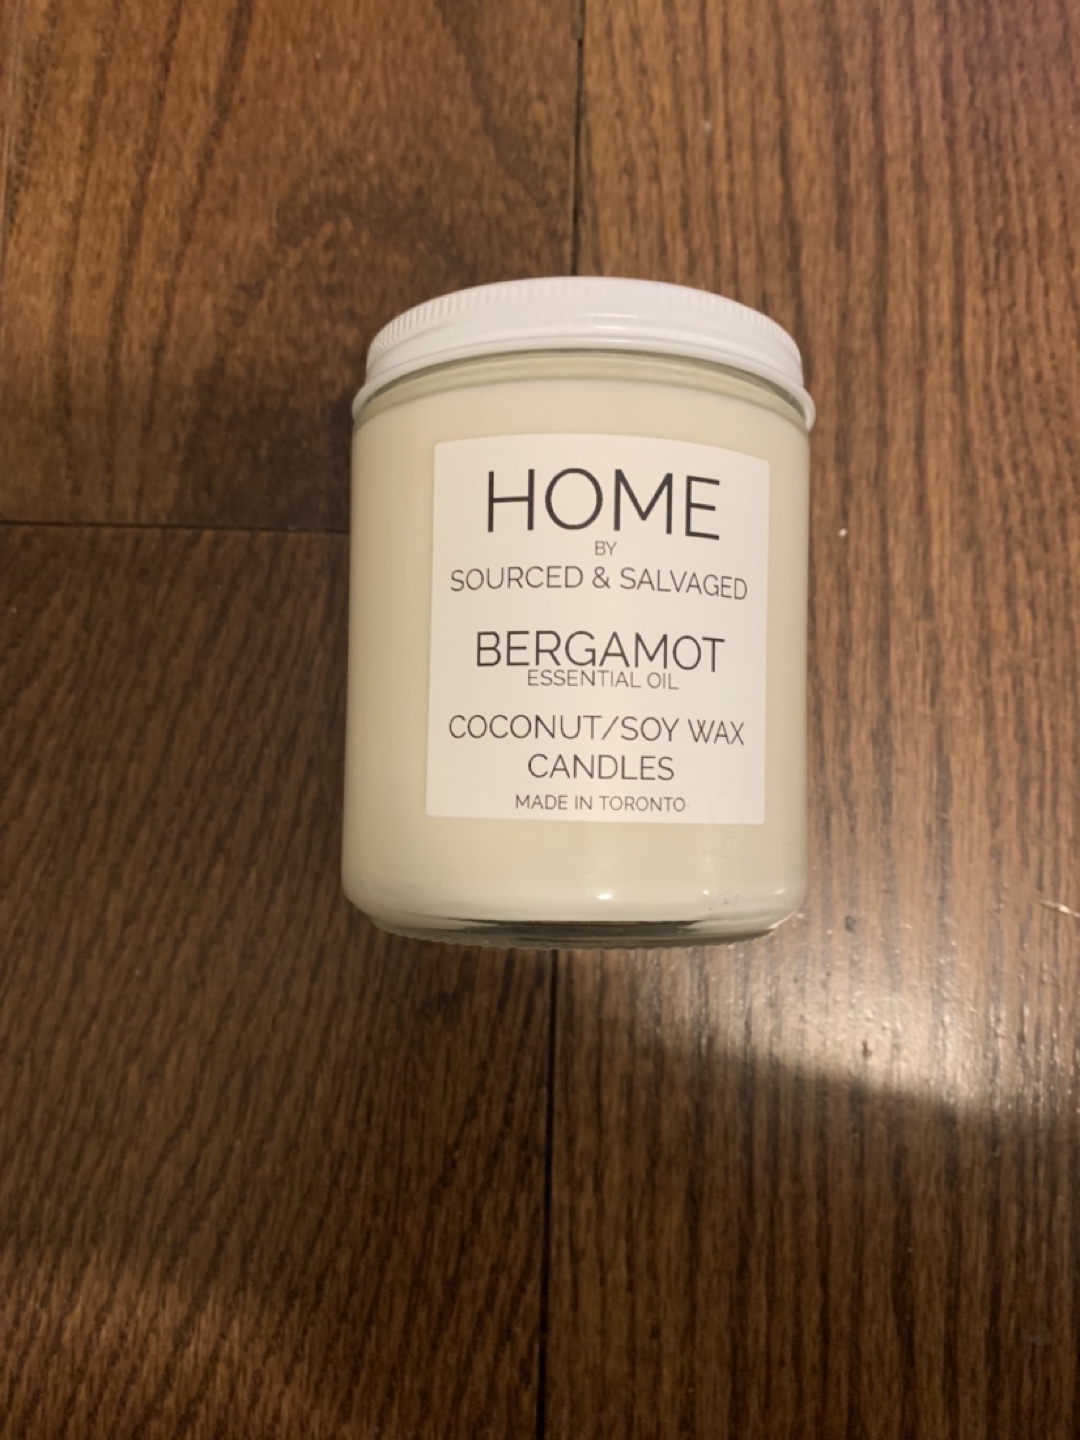 HOME
BY
SOURCED & SALVAGED
BERGAMOT
ESSENTIAL OIL
COCONUT/SOY WAX
CANDLES
MADE IN TORONTO